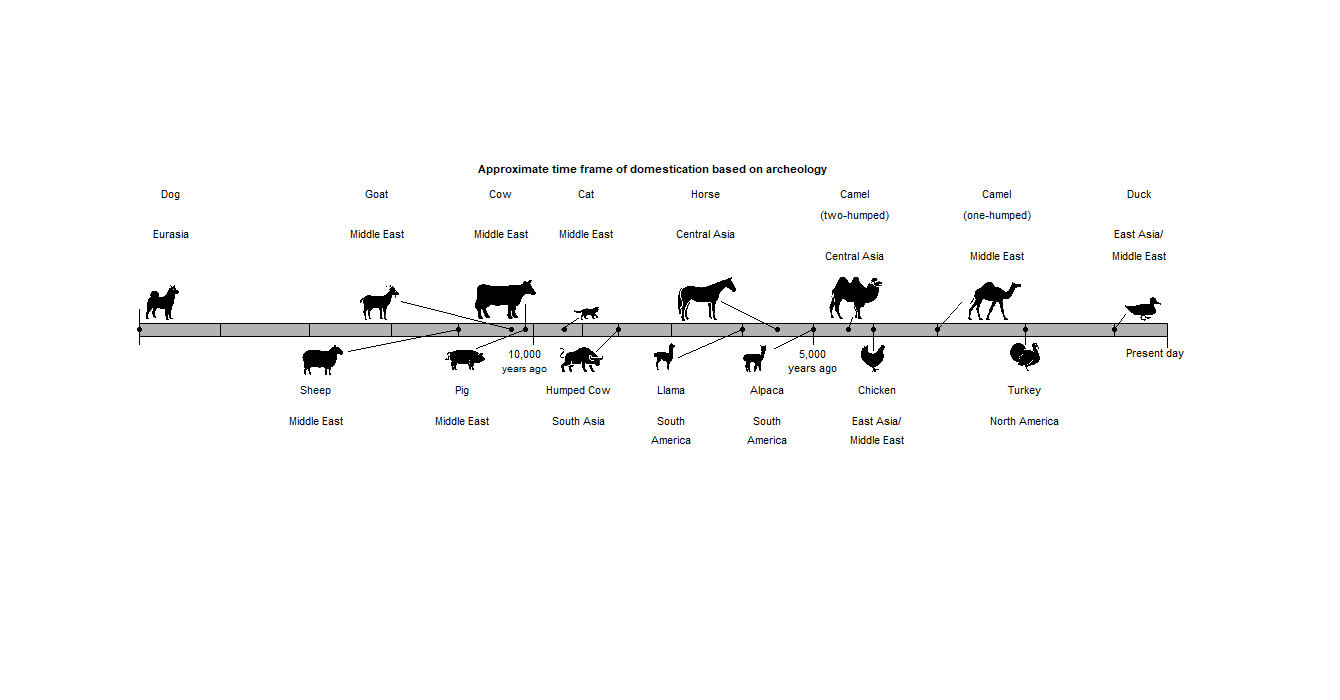 Approximate time frame of domestication based on archeology
Dog
Goat
Cow
Cat
Horse
Camel
Camel
Duck
(two-humped)
(one-humped)
Eurasia
Middle East
Middle East
Middle East
Central Asia
East Asia/
Central Asia
Middle East
Middle East
10,000
years ago
5,000
years ago
Present day
Sheep
Pig
Humped Cow
Llama
Alpaca
Chicken
Turkey
Middle East
Middle East
South Asia
South
South
East Asia/
North America
America
America
Middle East